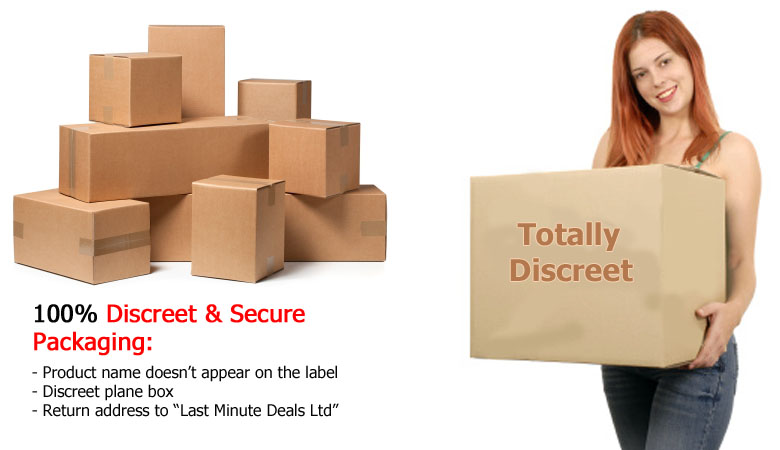 100% Discreet & Secure
Packaging:
- Product name doesn’t appear on the label
- Discreet plane box
- Return address to “Last Minute Deals Ltd”
Totally
Discreet